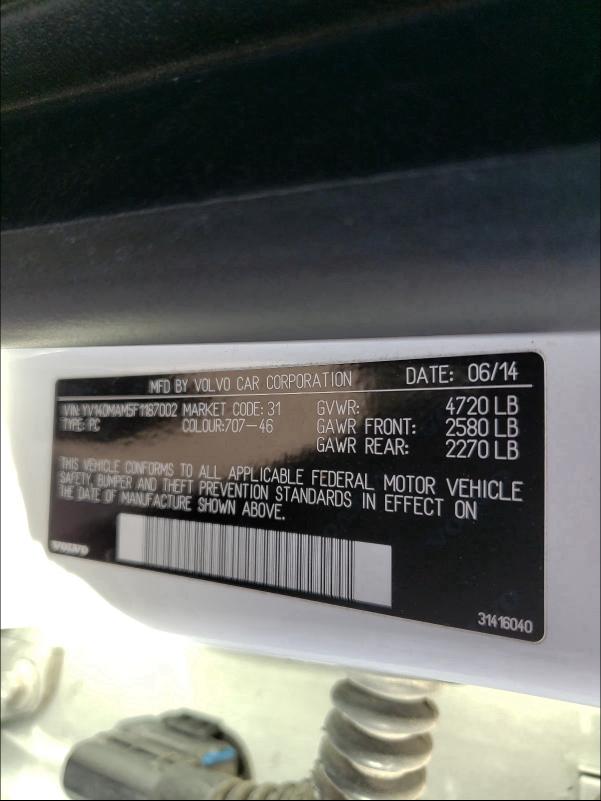 MFD BY VOLVO CAR CORPORATION DATE: 06/14
VIN: YV140MAM5F1187002 MARKET CODE: 31 GVWR: 4720 LB
TYPE: PC COLOUR:707-46 GAWR FRONT: 2580 LB
GAWR REAR: 2270 LB
THIS VEHICLE CONFORMS TO ALL APPLICABLE FEDERAL MOTOR VEHICLE
SAFETY, BUMPER AND THEFT PREVENTION STANDARDS IN EFFECT ON
THE DATE OF MANUFACTURE SHOWN ABOVE.
VOLVO
31416040